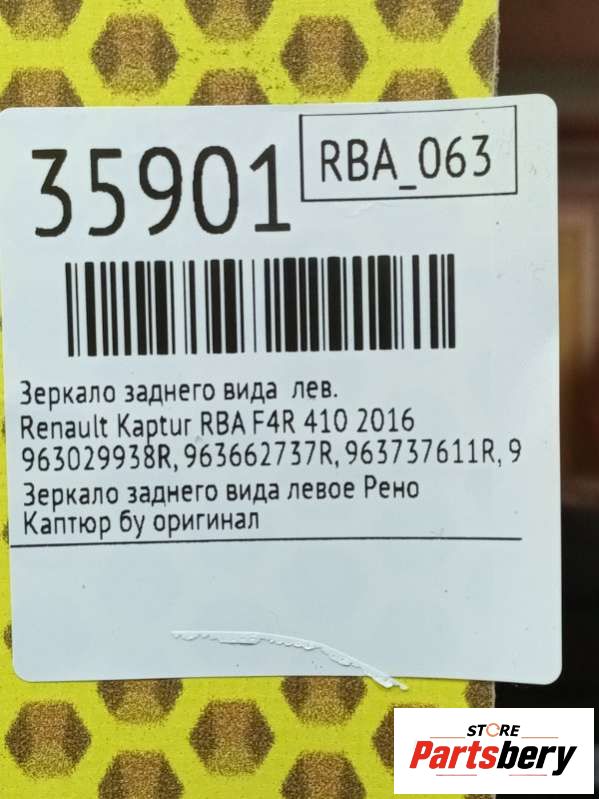 35901
RBA_063
Зеркало заднего вида лев.
Renault Kaptur RBA F4R 410 2016
963029938R, 963662737R, 963737611R, 9
Зеркало заднего вида левое Рено
Каптюр бу оригинал
STORE
Partsbery